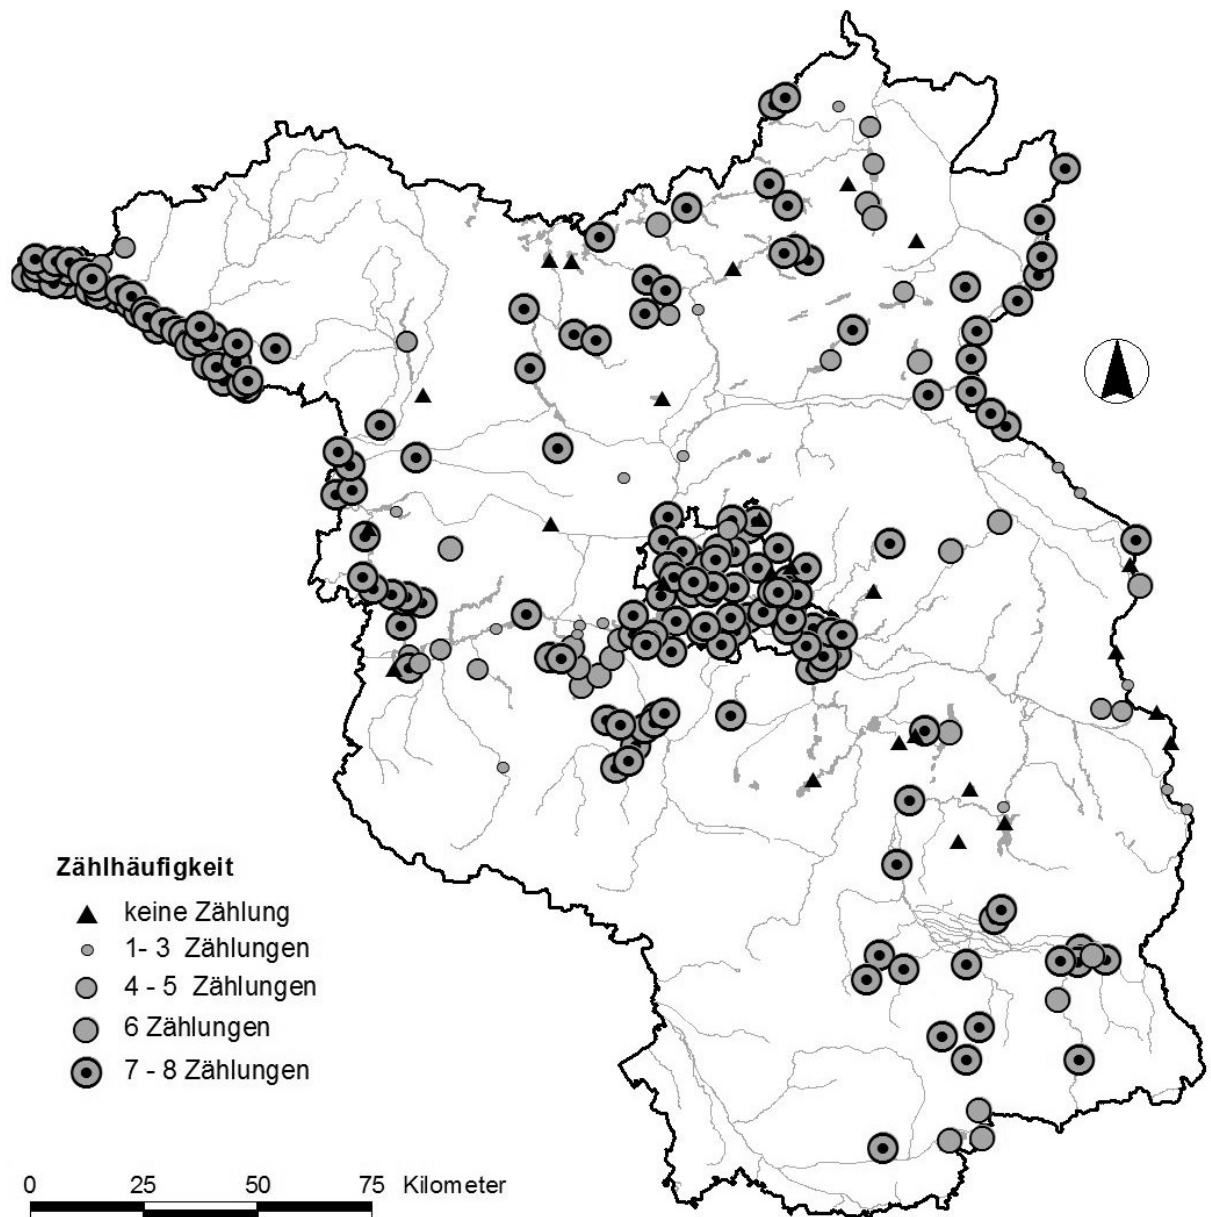 Zählhäufigkeit
keine Zählung
1- 3 Zählungen
4 - 5 Zählungen
6 Zählungen
7 - 8 Zählungen
0 25 50 75 Kilometer